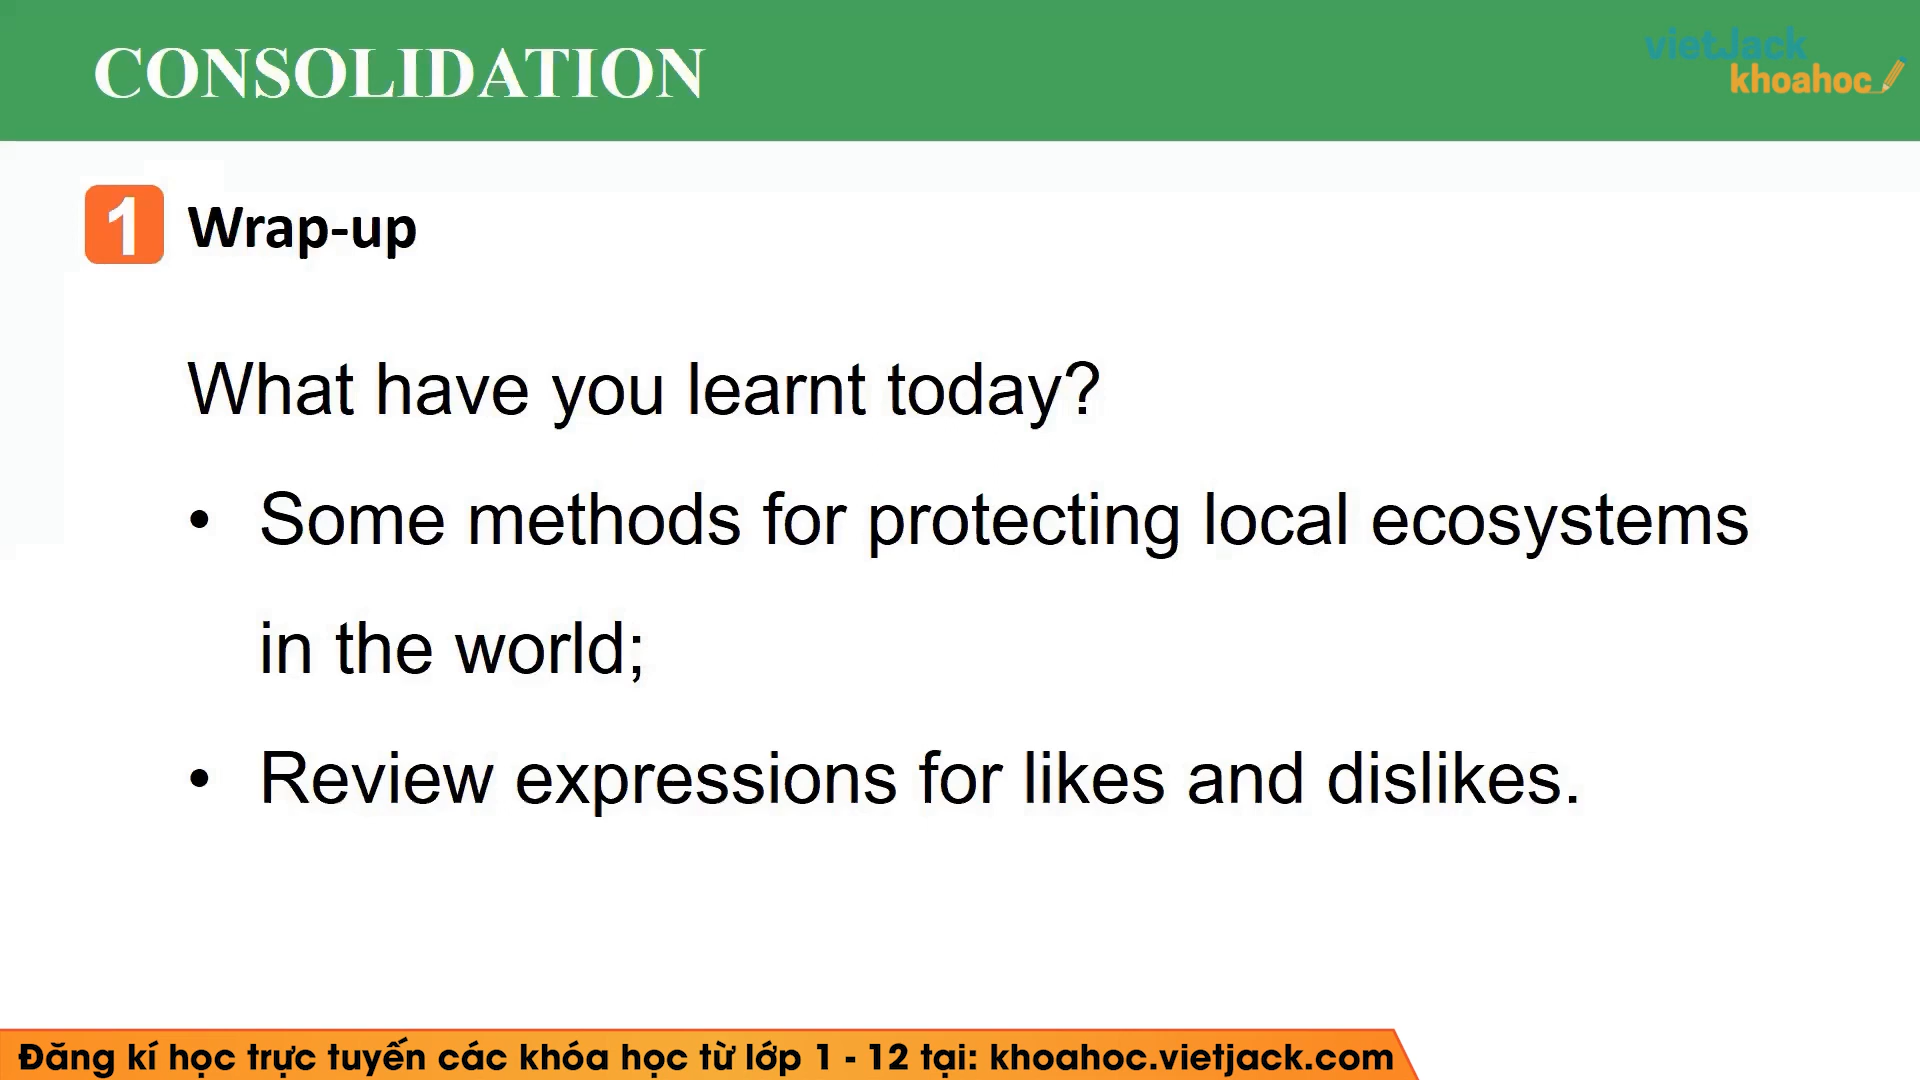 CONSOLIDATION
vietJack
khoahoc
1 Wrap-up
What have you learnt today?
• Some methods for protecting local ecosystems
in the world;
• Review expressions for likes and dislikes.
Đăng kí học trực tuyến các khóa học từ lớp 1 - 12 tại: khoahoc.vietjack.com